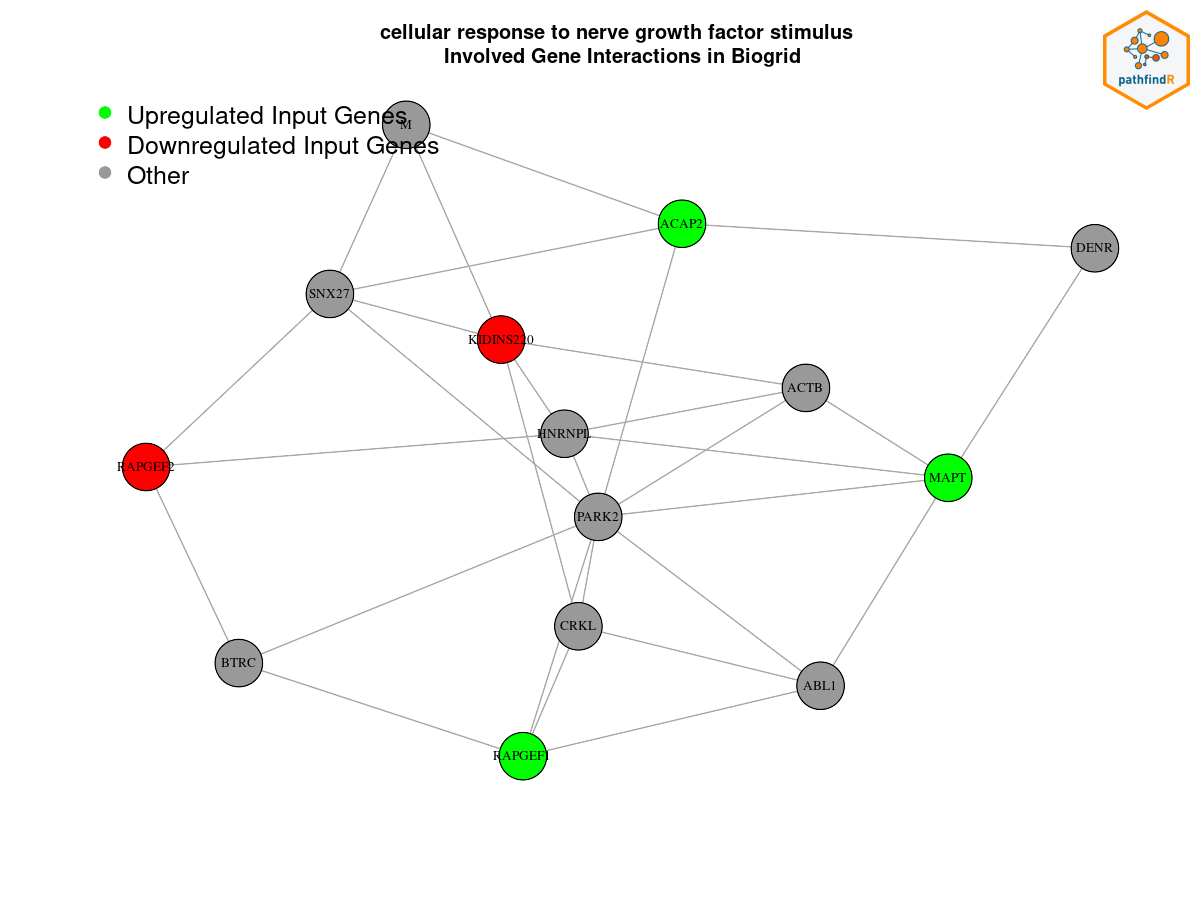 cellular response to nerve growth factor stimulus
Involved Gene Interactions in Biogrid
pathfindR
Upregulated Input Genes
Downregulated Input Genes
Other
M
ACAP2
DENR
SNX27
KIDINS220
ACTB
HNRNPL
RAPGEF2
MAPT
PARK2
CRKL
BTRC
ABL1
RAPGEF1